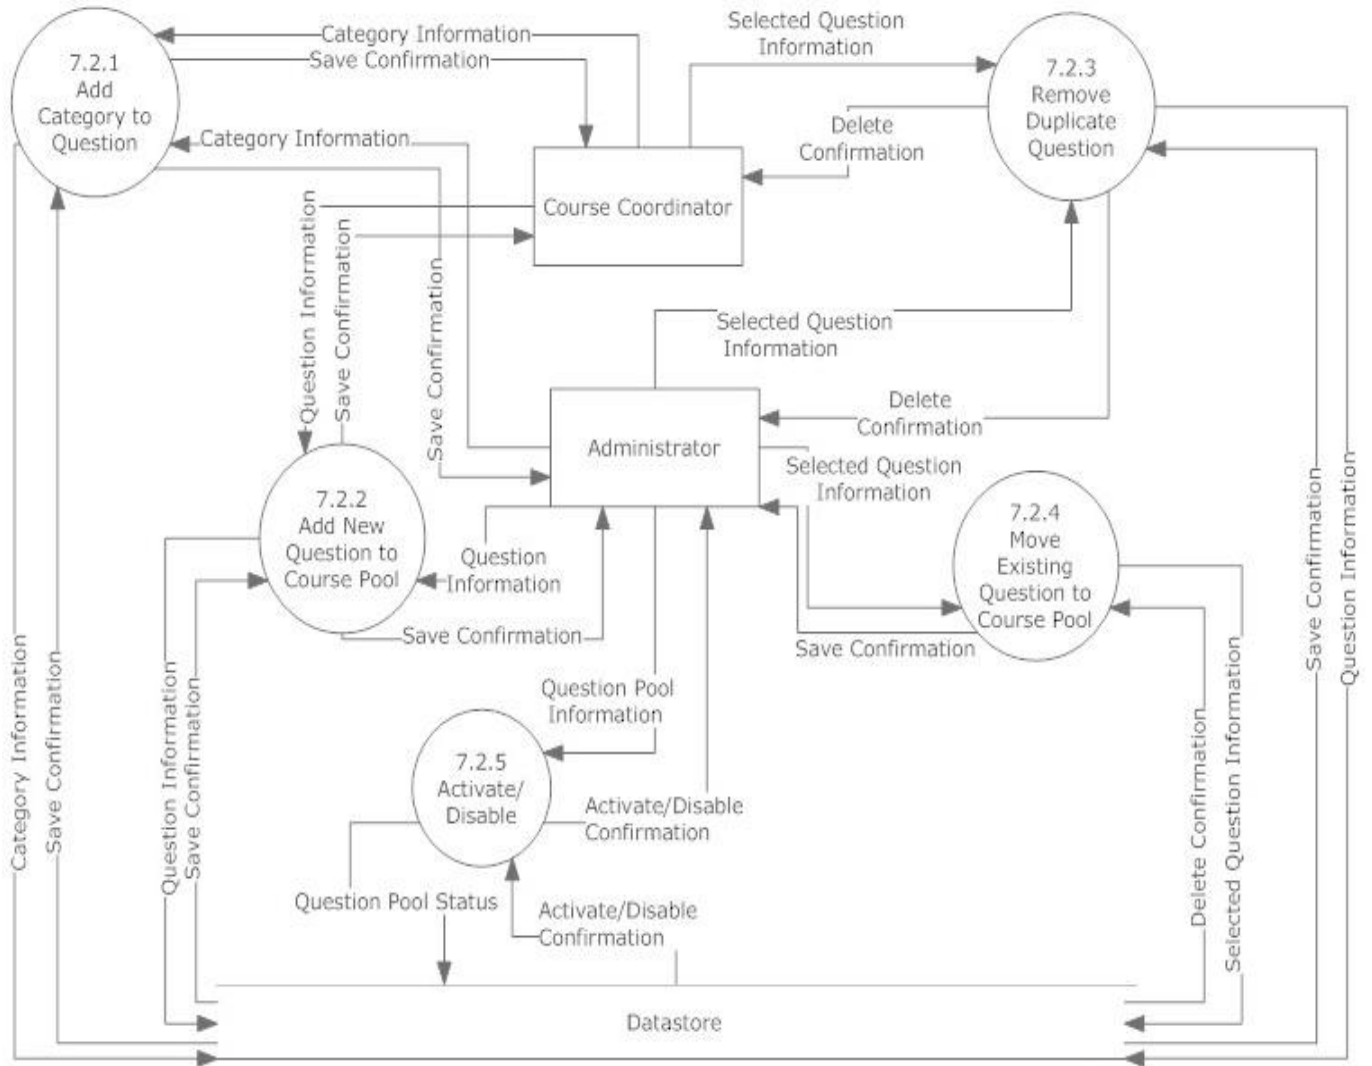 Category Information
Save Confirmation
Selected Question
Information
7.2.1
Add
Category to
Question
7.2.3
Remove
Duplicate
Question
Category Information
Delete
Confirmation
Course Coordinator
Question Information
Save Confirmation
Save Confirmation
Selected Question
Information
Delete
Confirmation
Administrator
Selected Question
Information
7.2.2
Add New
Question to
Course Pool
Question
Information
Save Confirmation
7.2.4
Move
Existing
Question to
Course Pool
Save Confirmation
Save Confirmation
Question Information
Question Pool
Information
7.2.5
Activate/
Disable
Activate/Disable
Confirmation
Category Information
Save Confirmation
Question Information
Save Confirmation
Question Pool Status
Activate/Disable
Confirmation
Delete Confirmation
Selected Question Information
Datastore